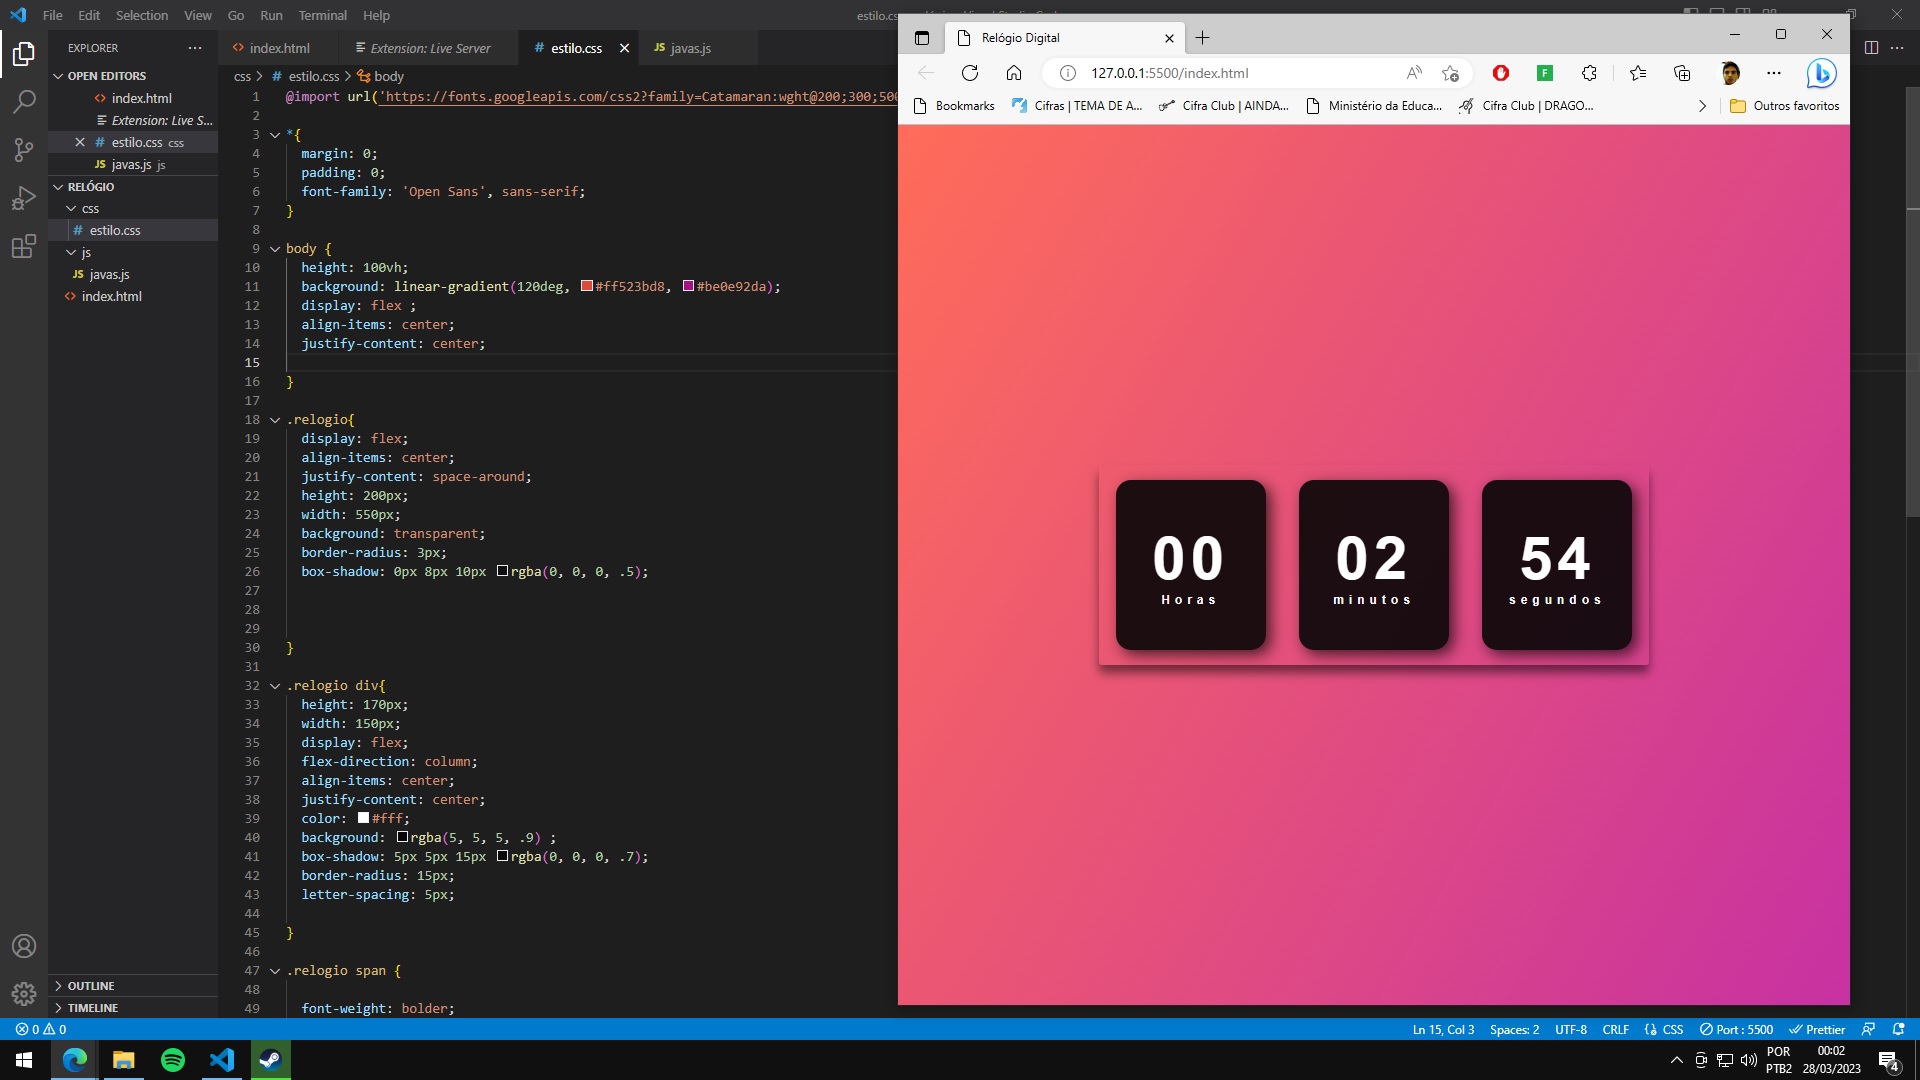 File Edit Selection View Go Run Terminal Help
estilo.cs
EXPLORER
OPEN EDITORS
index.html
Extension: Live S...
estilo.css css
JS javas.js js
RELÓGIO
css
# estilo.css
js
JS javas.js
index.html
OUTLINE
TIMELINE
index.html Extension: Live Server # estilo.css JS javas.js
css > # estilo.css > body
1 @import url('https://fonts.googleapis.com/css2?family=Catamaran:wght@200;300;500
2
3 *{
4 margin: 0;
5 padding: 0;
6 font-family: 'Open Sans', sans-serif;
7 }
8
9 body {
10 height: 100vh;
11 background: linear-gradient(120deg, #ff523bd8, #be0e92da);
12 display: flex ;
13 align-items: center;
14 justify-content: center;
15
16 }
17
18 .relogio{
19 display: flex;
20 align-items: center;
21 justify-content: space-around;
22 height: 200px;
23 width: 550px;
24 background: transparent;
25 border-radius: 3px;
26 box-shadow: 0px 8px 10px rgba(0, 0, 0, .5);
27
28
29
30 }
31
32 .relogio div{
33 height: 170px;
34 width: 150px;
35 display: flex;
36 flex-direction: column;
37 align-items: center;
38 justify-content: center;
39 color: #fff;
40 background: rgba(5, 5, 5, .9) ;
41 box-shadow: 5px 5px 15px rgba(0, 0, 0, .7);
42 border-radius: 15px;
43 letter-spacing: 5px;
44
45 }
46
47 .relogio span {
48
49 font-weight: bolder;
Relógio Digital
127.0.0.1:5500/index.html
Bookmarks Cifras | TEMA DE A... Cifra Club | AINDA... Ministério da Educa... Cifra Club | DRAGO... Outros favoritos
00 02 54
Horas minutos segundos
0 0 Ln 15, Col 3 Spaces: 2 UTF-8 CRLF {} CSS Port : 5500 Prettier
POR
PTB2
00:02
28/03/2023
4